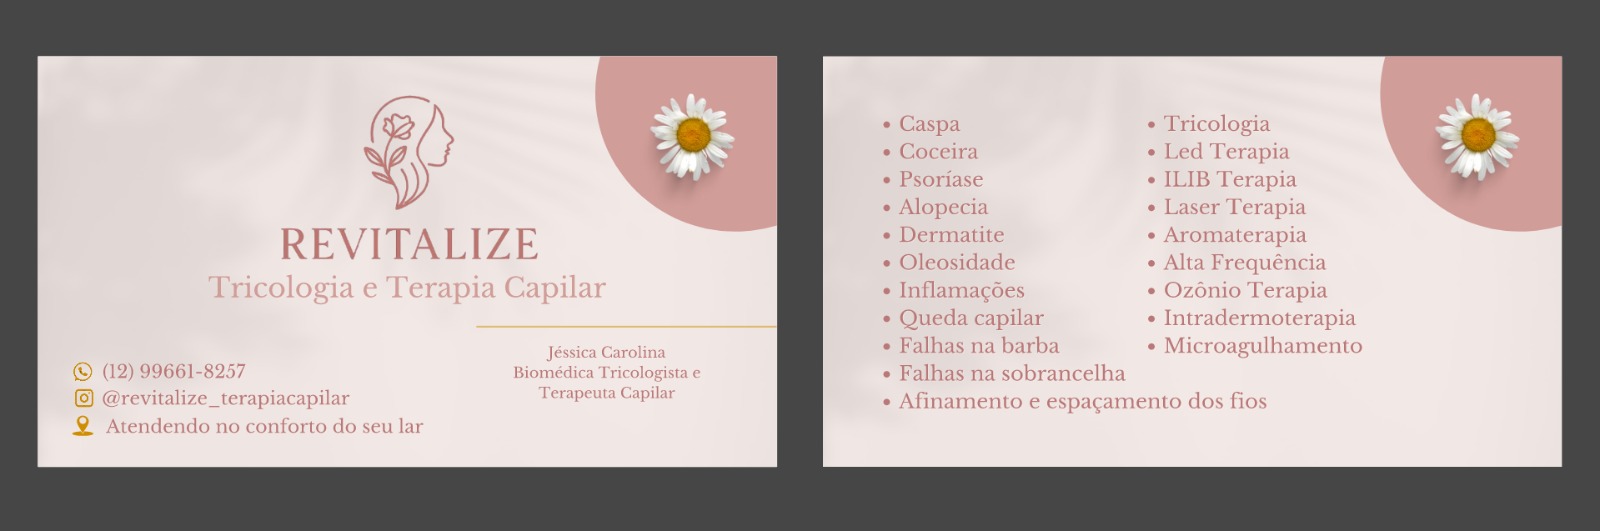 REVITALIZE
Tricologia e Terapia Capilar
Jéssica Carolina
Biomédica Tricologista e
Terapeuta Capilar
(12) 99661-8257
@revitalize_terapiacapilar
Atendendo no conforto do seu lar
• Caspa
• Coceira
• Psoríase
• Alopecia
• Dermatite
• Oleosidade
• Inflamações
• Queda capilar
• Falhas na barba
• Falhas na sobrancelha
• Afinamento e espaçamento dos fios
• Tricologia
• Led Terapia
• ILIB Terapia
• Laser Terapia
• Aromaterapia
• Alta Frequência
• Ozônio Terapia
• Intradermoterapia
• Microagulhamento